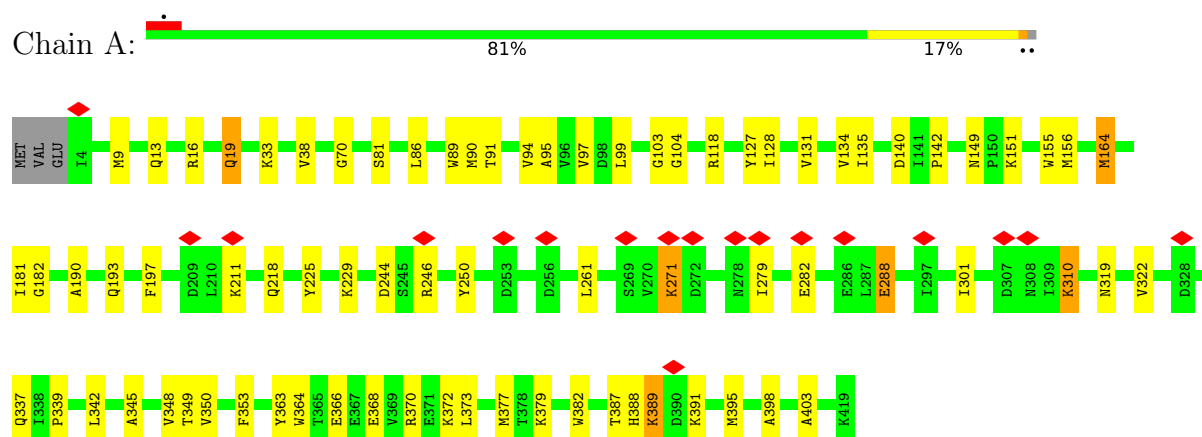 Chain A:
81% 17%
MET VAL GLU I4 M9 Q13 R16 Q19 K33 V38 G70 S81 L86 W89 M90 T91 V94 A95 V96 V97 D98 L99 G103 G104 R118 Y127 I128 V131 V134 I135 D140 I141 P142 N149 P150 K151 W155 M156 M164
I181 G182 A190 Q193 F197 D209 L210 K211 Q218 Y225 K229 D244 S245 R246 Y250 D253 D256 L261 S269 V270 K271 D272 N278 I279 E282 E286 L287 E288 I297 I301 D307 N308 I309 K310 N319 V322 D328
Q337 I338 P339 L342 A345 V348 T349 V350 F353 Y363 W364 T365 E366 E367 E368 V369 R370 E371 K372 L373 M377 T378 K379 W382 T387 H388 K389 D390 K391 M395 A398 A403 K419